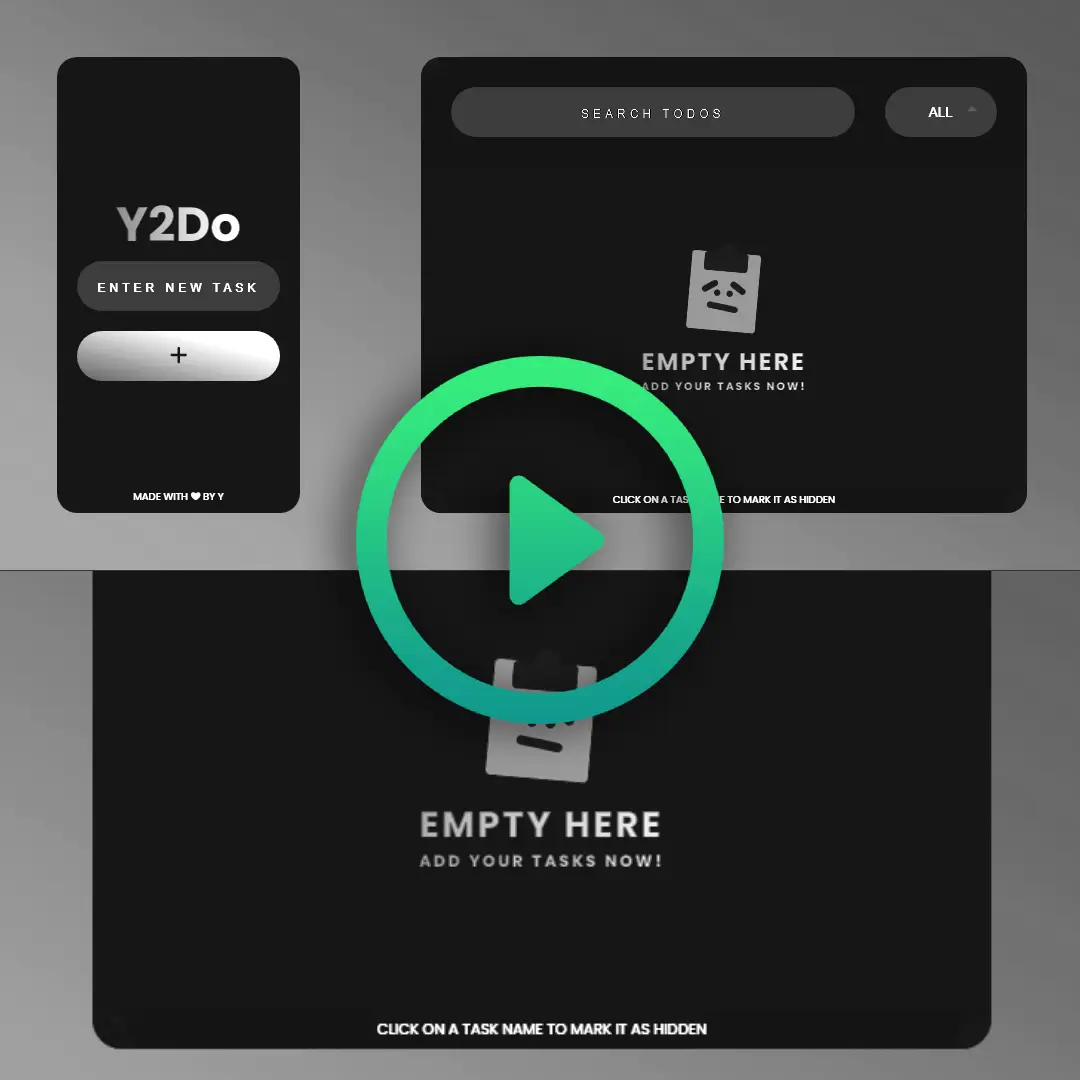 SEARCH TODOS
ALL
Y2Do
ENTER NEW TASK
+
EMPTY HERE
ADD YOUR TASKS NOW!
MADE WITH ♥ BY Y
CLICK ON A TASK NAME TO MARK IT AS HIDDEN
EMPTY HERE
ADD YOUR TASKS NOW!
CLICK ON A TASK NAME TO MARK IT AS HIDDEN